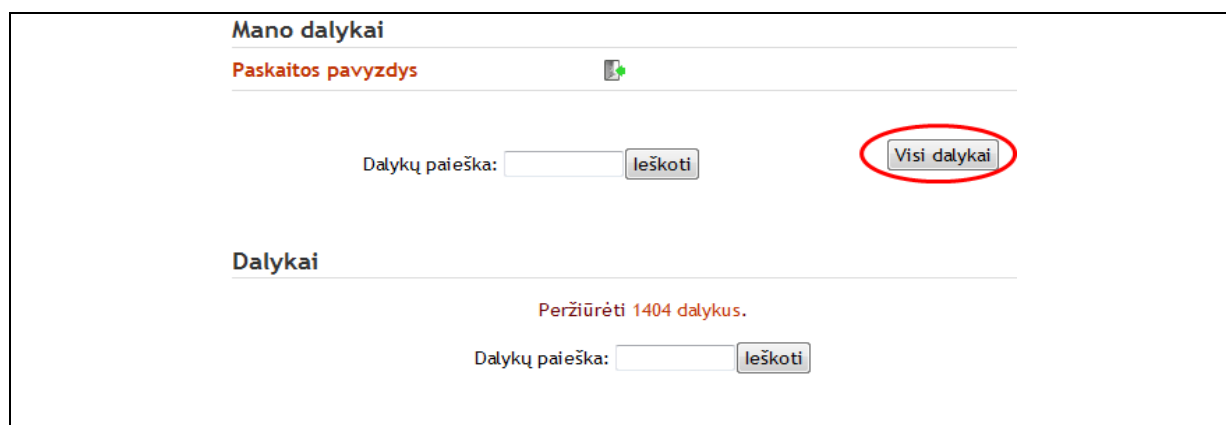 Mano dalykai
Paskaitos pavyzdys
Dalykų paieška: Ieškoti
Visi dalykai
Dalykai
Peržiūrėti 1404 dalykus.
Dalykų paieška: Ieškoti